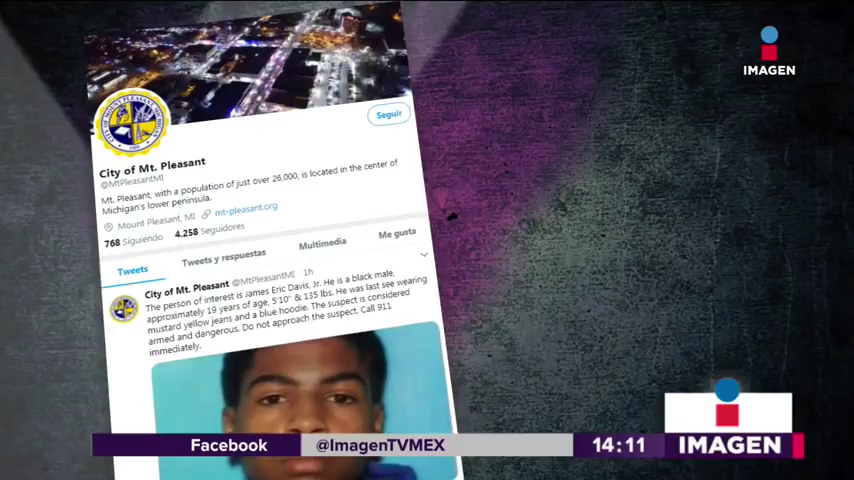 IMAGEN
CITY OF MOUNT PLEASANT, MICHIGAN
Seguir
City of Mt. Pleasant
@MtPleasantMI
Mt. Pleasant, with a population of just over 26,000, is located in the center of
Michigan's lower peninsula.
Mount Pleasant, MI mt-pleasant.org
768 Siguiendo 4.258 Seguidores
Tweets Tweets y respuestas Multimedia Me gusta
City of Mt. Pleasant @MtPleasantMI · 1h
The person of interest is James Eric Davis, Jr. He is a black male,
approximately 19 years of age, 5'10" & 135 lbs. He was last see wearing
mustard yellow jeans and a blue hoodie. The suspect is considered
armed and dangerous. Do not approach the suspect. Call 911
immediately.
Facebook @ImagenTVMEX 14:11 IMAGEN